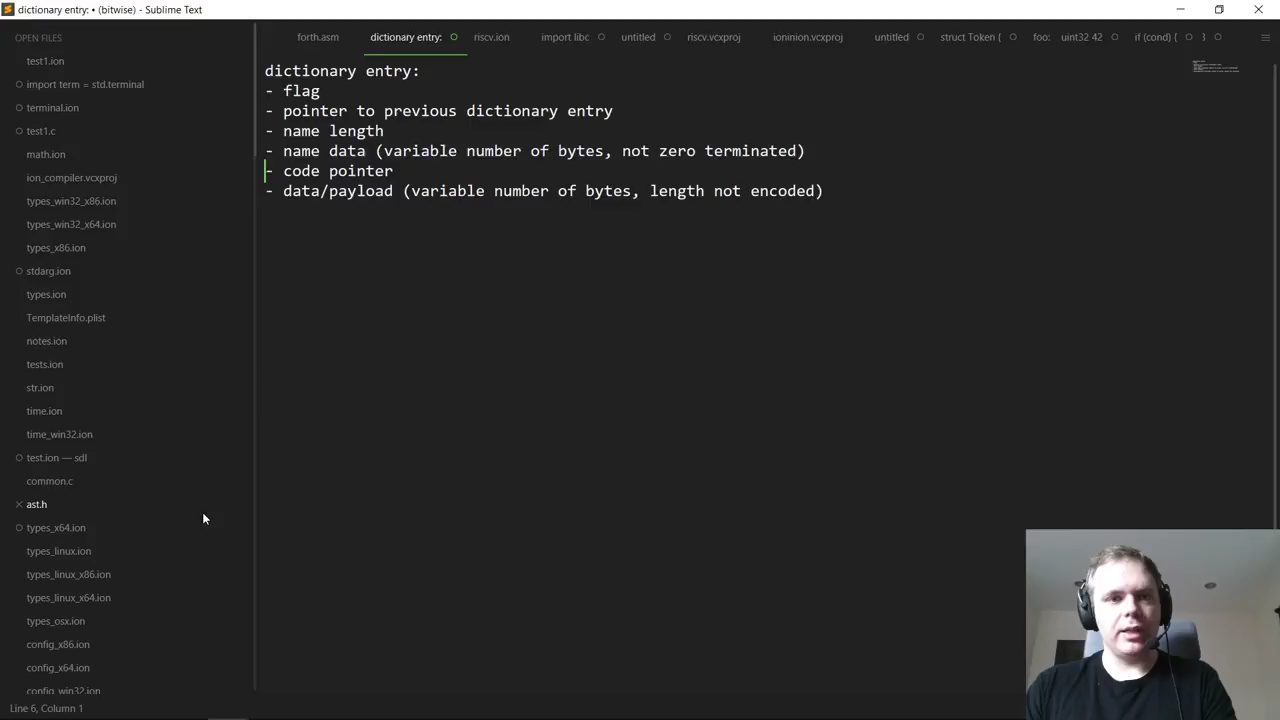 dictionary entry: • (bitwise) - Sublime Text
OPEN FILES
test1.ion
import term = std.terminal
terminal.ion
test1.c
math.ion
ion_compiler.vcxproj
types_win32_x86.ion
types_win32_x64.ion
types_x86.ion
stdarg.ion
types.ion
TemplateInfo.plist
notes.ion
tests.ion
str.ion
time.ion
time_win32.ion
test.ion — sdl
common.c
ast.h
types_x64.ion
types_linux.ion
types_linux_x86.ion
types_linux_x64.ion
types_osx.ion
config_x86.ion
config_x64.ion
config_win32.ion
forth.asm
dictionary entry:
riscv.ion
import libc
untitled
riscv.vcxproj
ioninion.vcxproj
untitled
struct Token {
foo: uint32 42
if (cond) {
}
dictionary entry:
- flag
- pointer to previous dictionary entry
- name length
- name data (variable number of bytes, not zero terminated)
- code pointer
- data/payload (variable number of bytes, length not encoded)
Line 6, Column 1